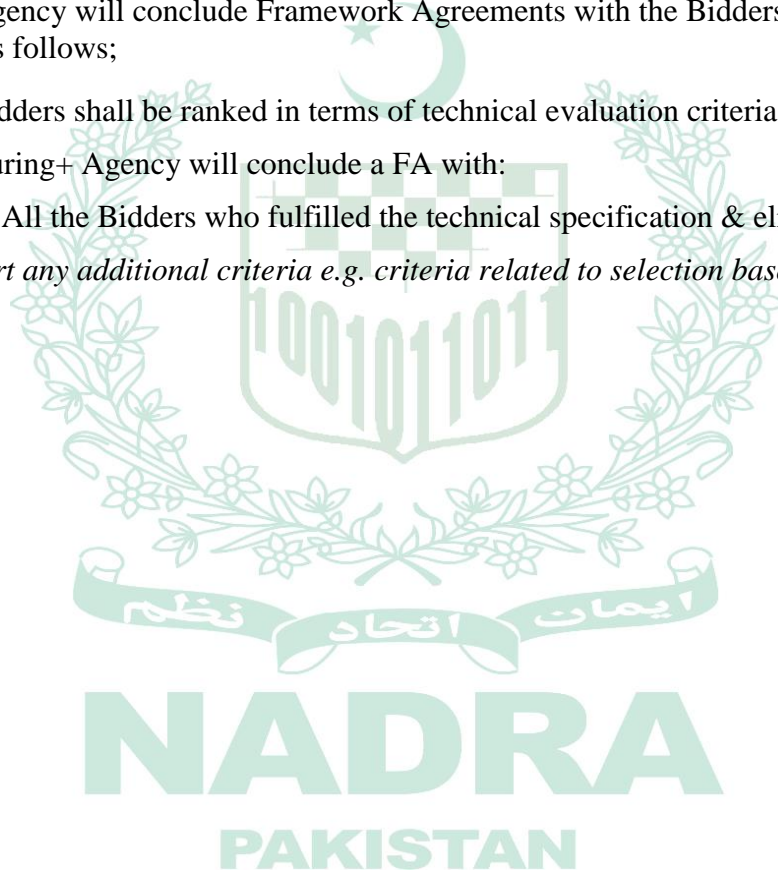 gency will conclude Framework Agreements with the Bidders
s follows;
idders shall be ranked in terms of technical evaluation criteria
uring+ Agency will conclude a FA with:
All the Bidders who fulfilled the technical specification & el
rt any additional criteria e.g. criteria related to selection bas
1001011011
ایمان اتحاد نظم
NADRA
PAKISTAN